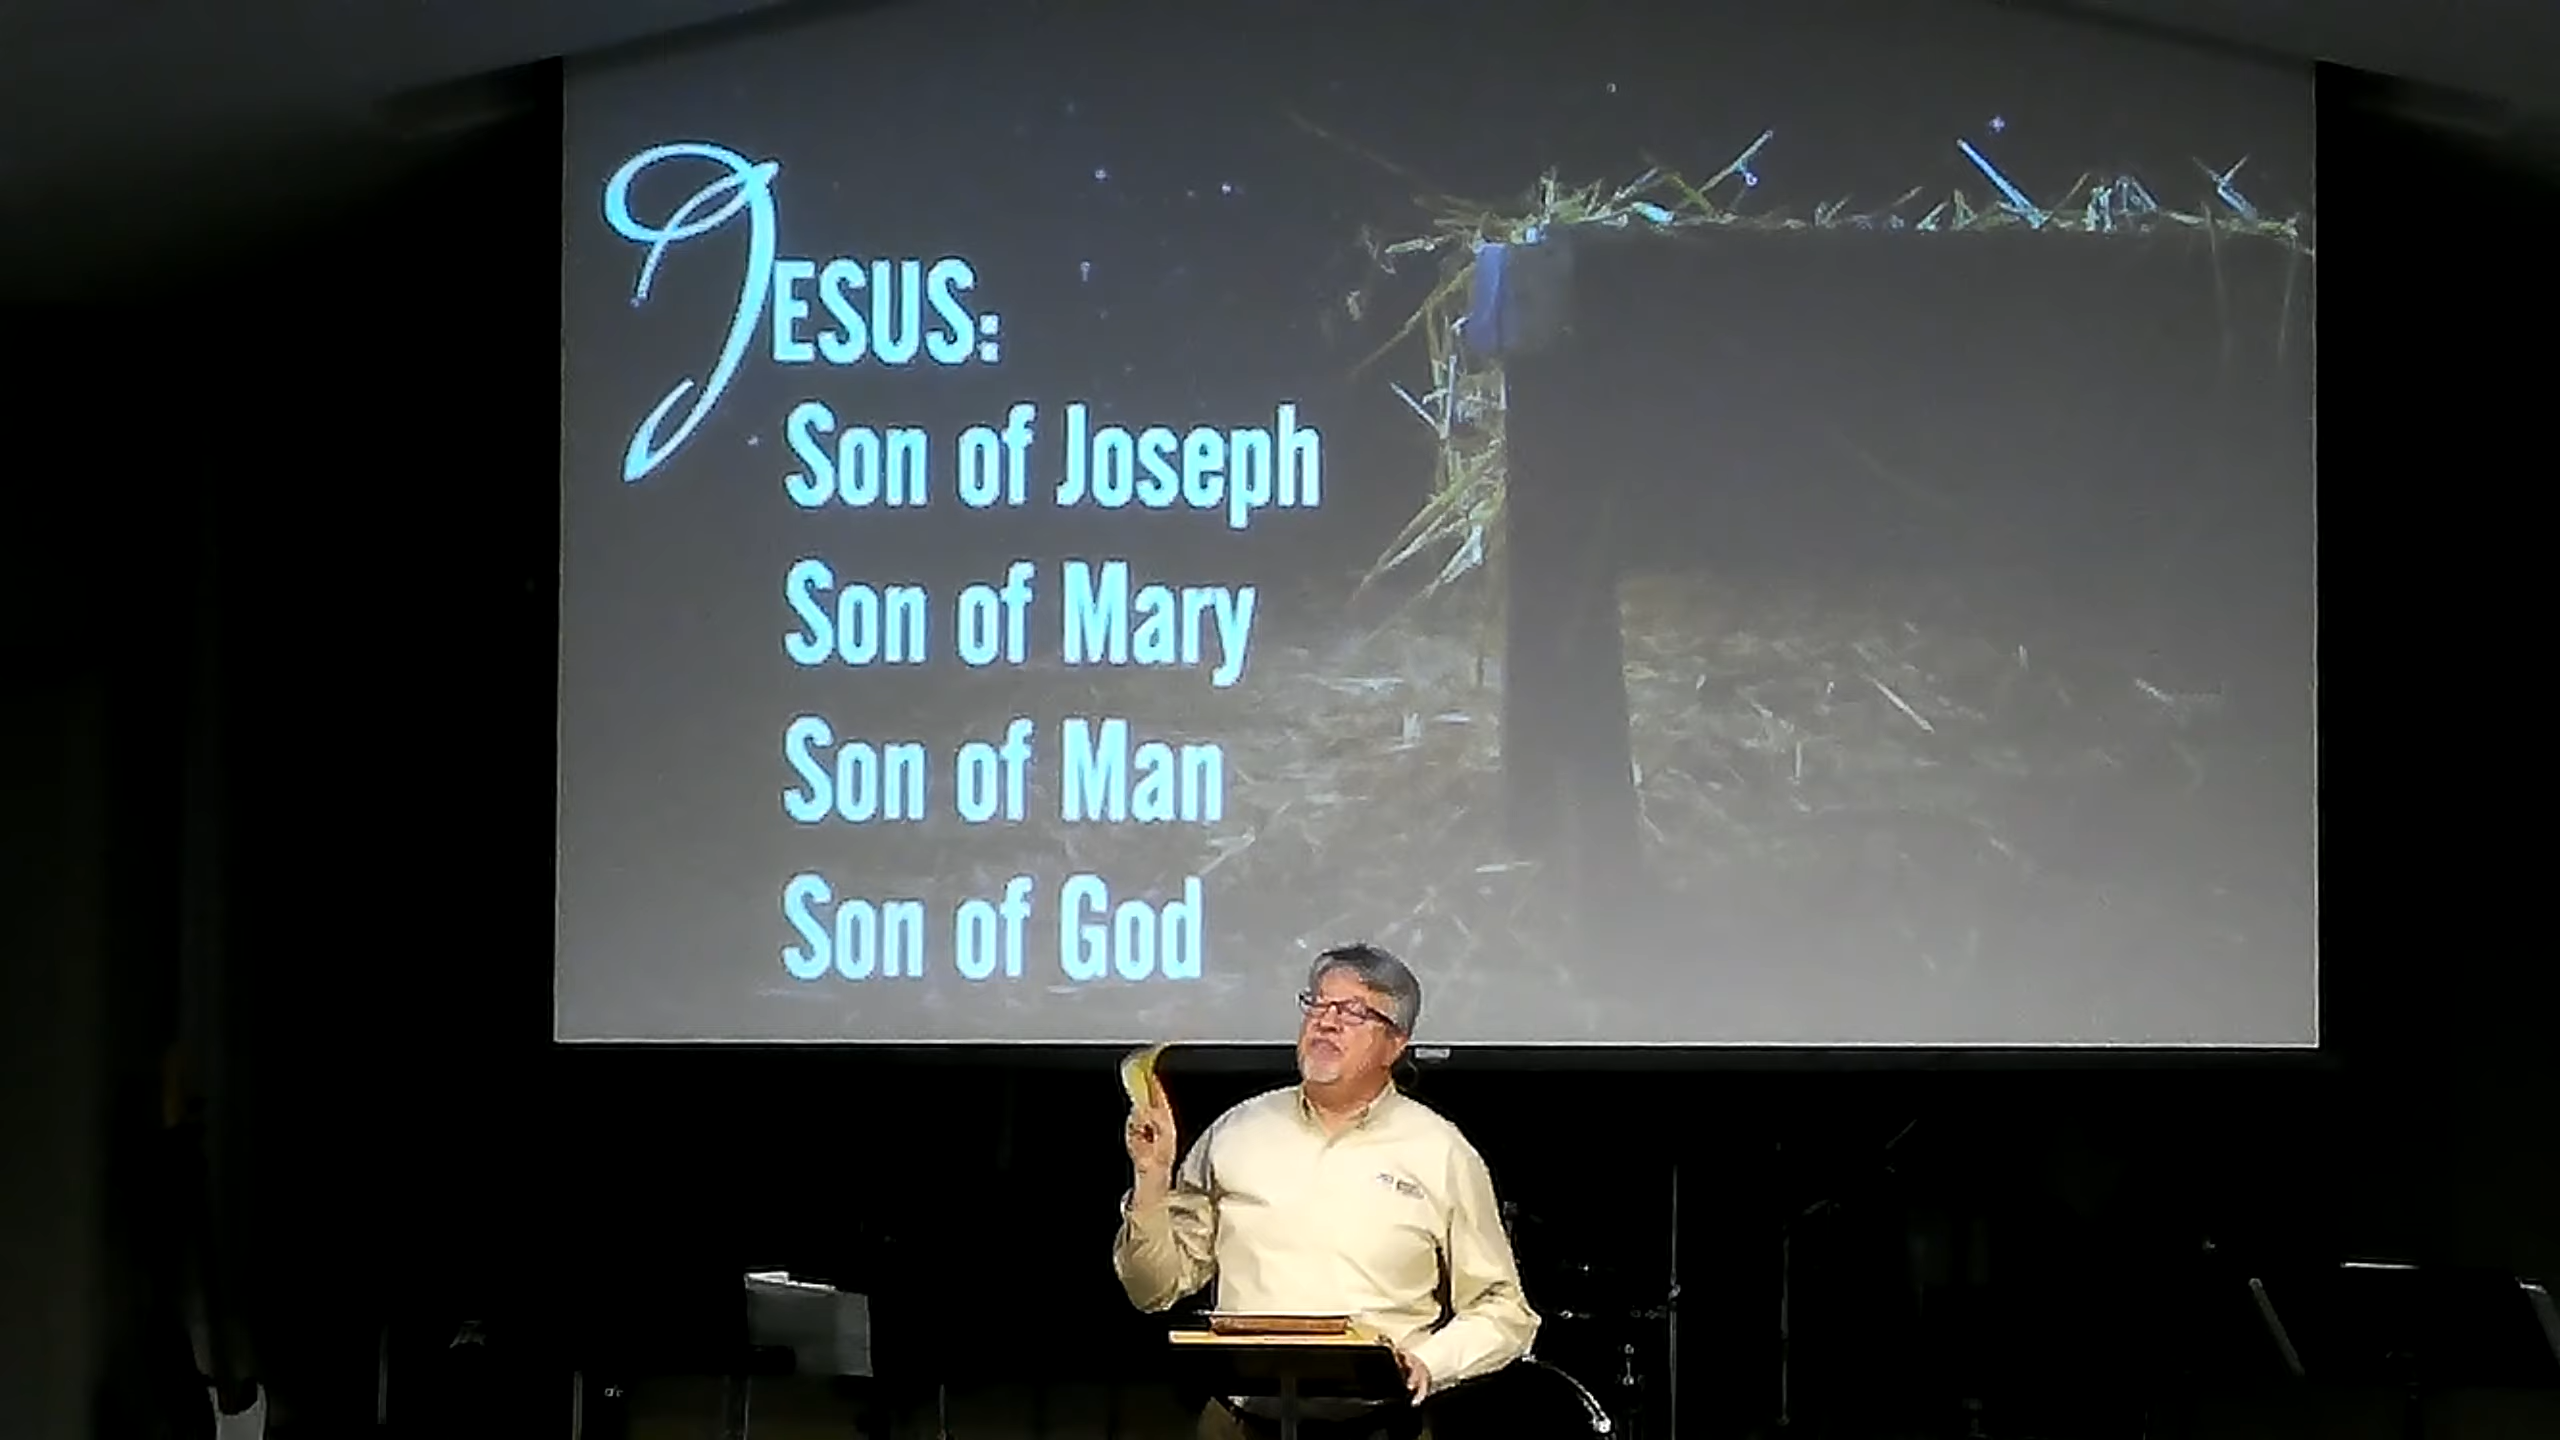 JESUS:
Son of Joseph
Son of Mary
Son of Man
Son of God